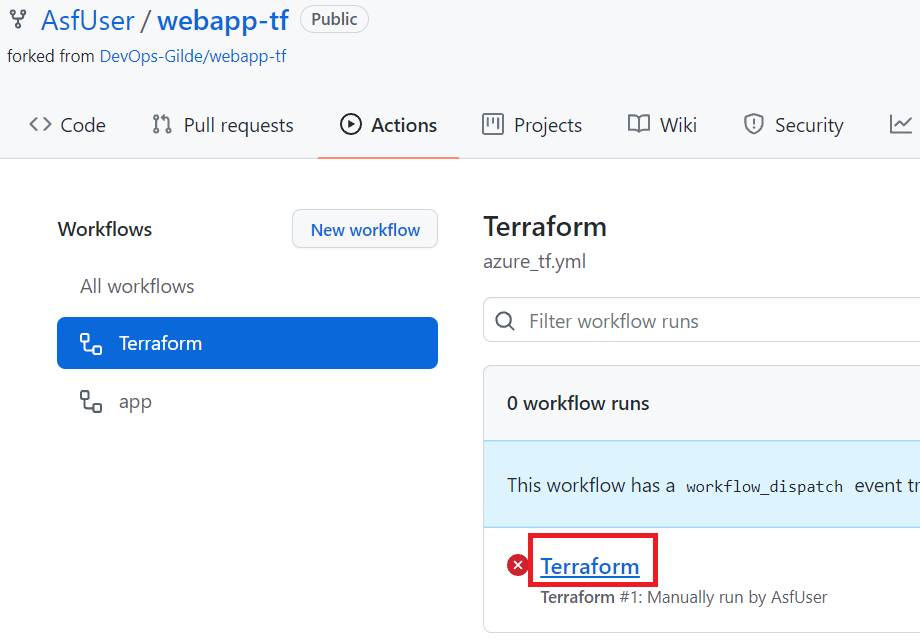 AsfUser / webapp-tf Public
forked from DevOps-Gilde/webapp-tf
Code Pull requests Actions Projects Wiki Security
Workflows New workflow
All workflows
Terraform
app
Terraform
azure_tf.yml
Filter workflow runs
0 workflow runs
This workflow has a workflow_dispatch event tr
Terraform
Terraform #1: Manually run by AsfUser